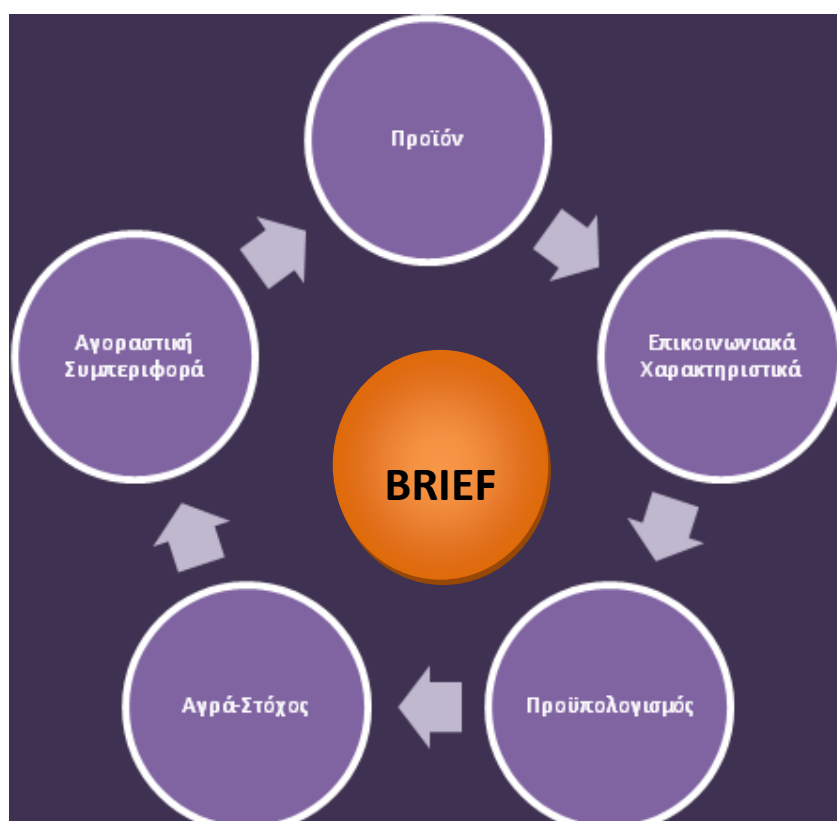 Προϊόν
Επικοινωνιακά
Χαρακτηριστικά
Προϋπολογισμός
Αγρά-Στόχος
Αγοραστική
Συμπεριφορά
BRIEF